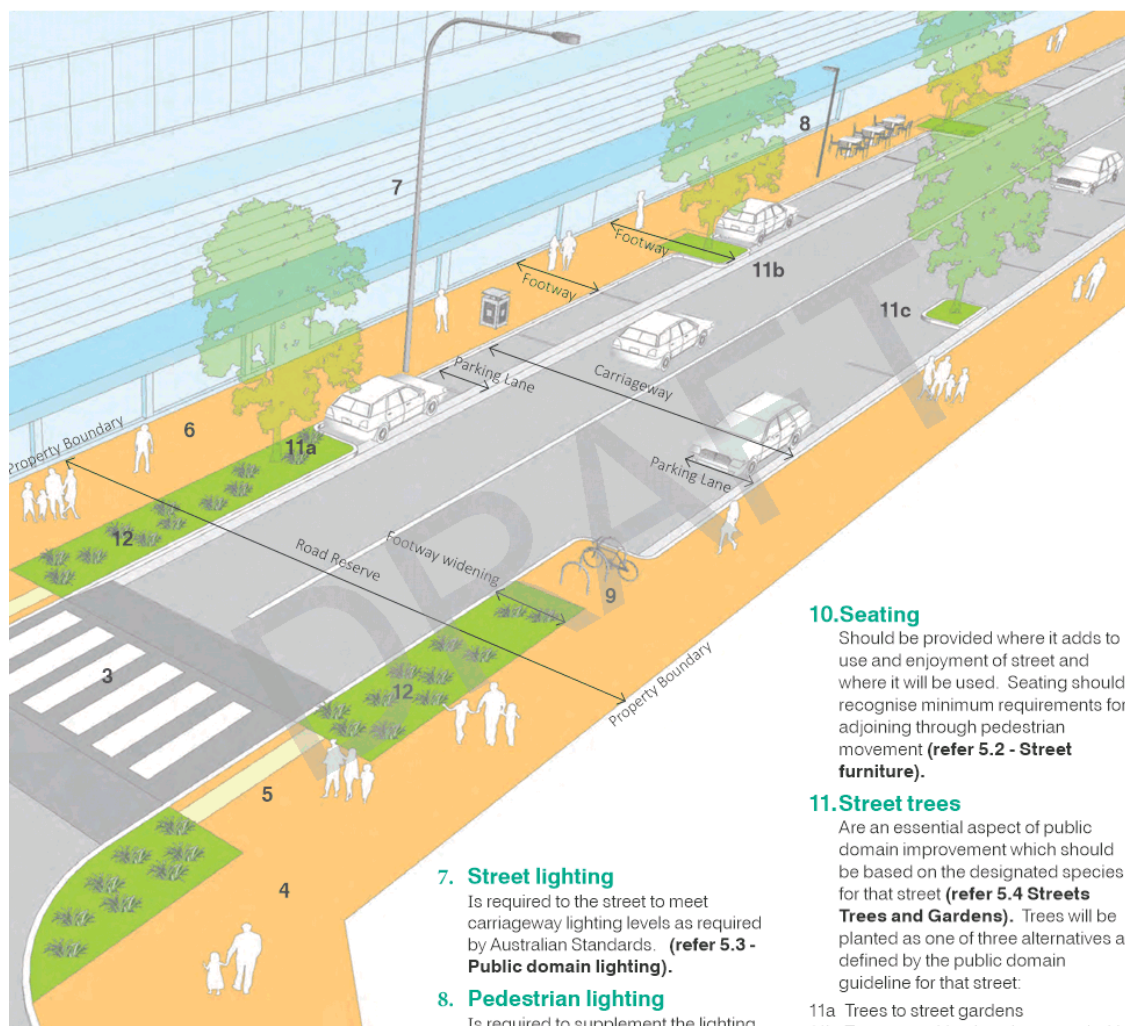 8
7
Footway
11b
Footway
11c
Parking Lane
Carriageway
6
Property Boundary
11a
Parking Lane
12
Road Reserve
Footway widening
9
3
12
Property Boundary
5
4
DRAFT
7. Street lighting
Is required to the street to meet
carriageway lighting levels as required
by Australian Standards. (refer 5.3 -
Public domain lighting).
8. Pedestrian lighting
Is required to supplement the lighting
10.Seating
Should be provided where it adds to
use and enjoyment of street and
where it will be used. Seating should
recognise minimum requirements for
adjoining through pedestrian
movement (refer 5.2 - Street
furniture).
11.Street trees
Are an essential aspect of public
domain improvement which should
be based on the designated species
for that street (refer 5.4 Streets
Trees and Gardens). Trees will be
planted as one of three alternatives a
defined by the public domain
guideline for that street:
11a Trees to street gardens